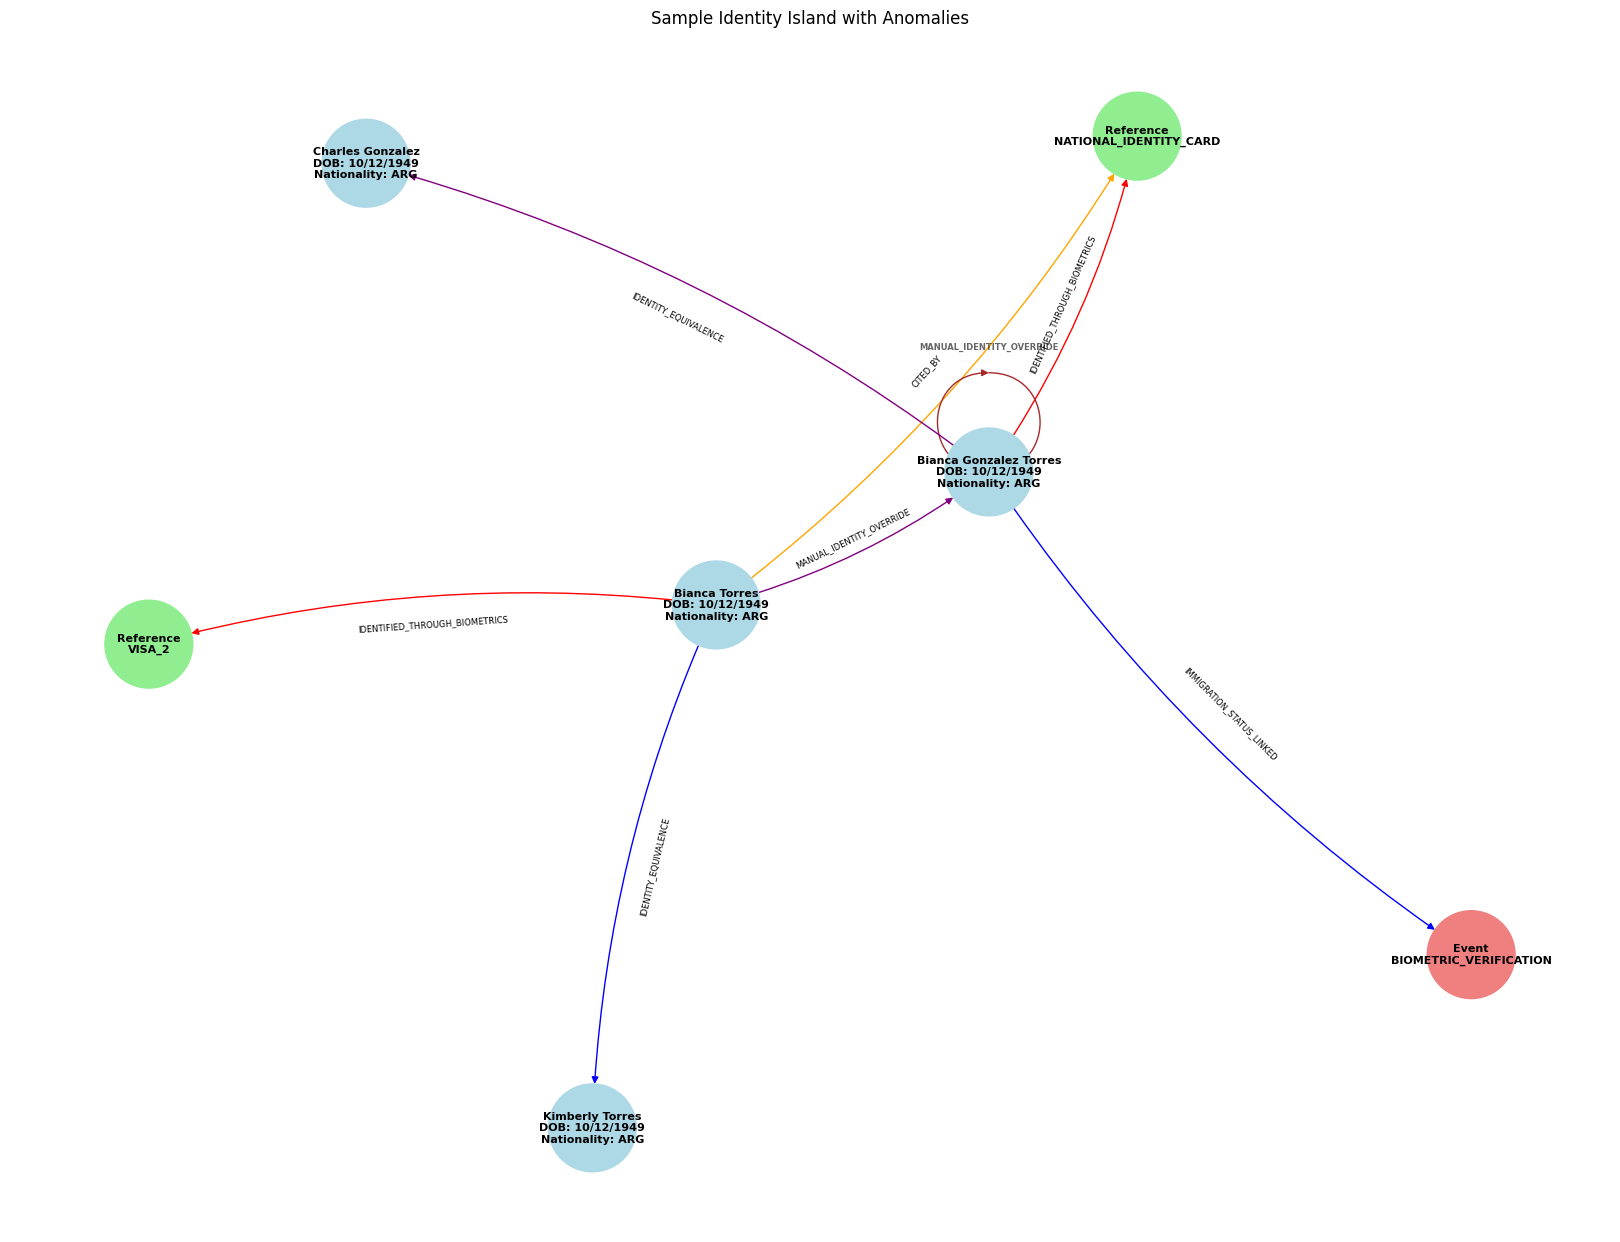 Sample Identity Island with Anomalies
Reference
NATIONAL_IDENTITY_CARD
Charles Gonzalez
DOB: 10/12/1949
Nationality: ARG
IDENTIFIED_THROUGH_BIOMETRICS
IDENTITY_EQUIVALENCE
MANUAL_IDENTITY_OVERRIDE
CITED_BY
Bianca Gonzalez Torres
DOB: 10/12/1949
Nationality: ARG
MANUAL_IDENTITY_OVERRIDE
Bianca Torres
DOB: 10/12/1949
Nationality: ARG
IDENTIFIED_THROUGH_BIOMETRICS
Reference
VISA_2
IMMIGRATION_STATUS_LINKED
IDENTITY_EQUIVALENCE
Event
BIOMETRIC_VERIFICATION
Kimberly Torres
DOB: 10/12/1949
Nationality: ARG